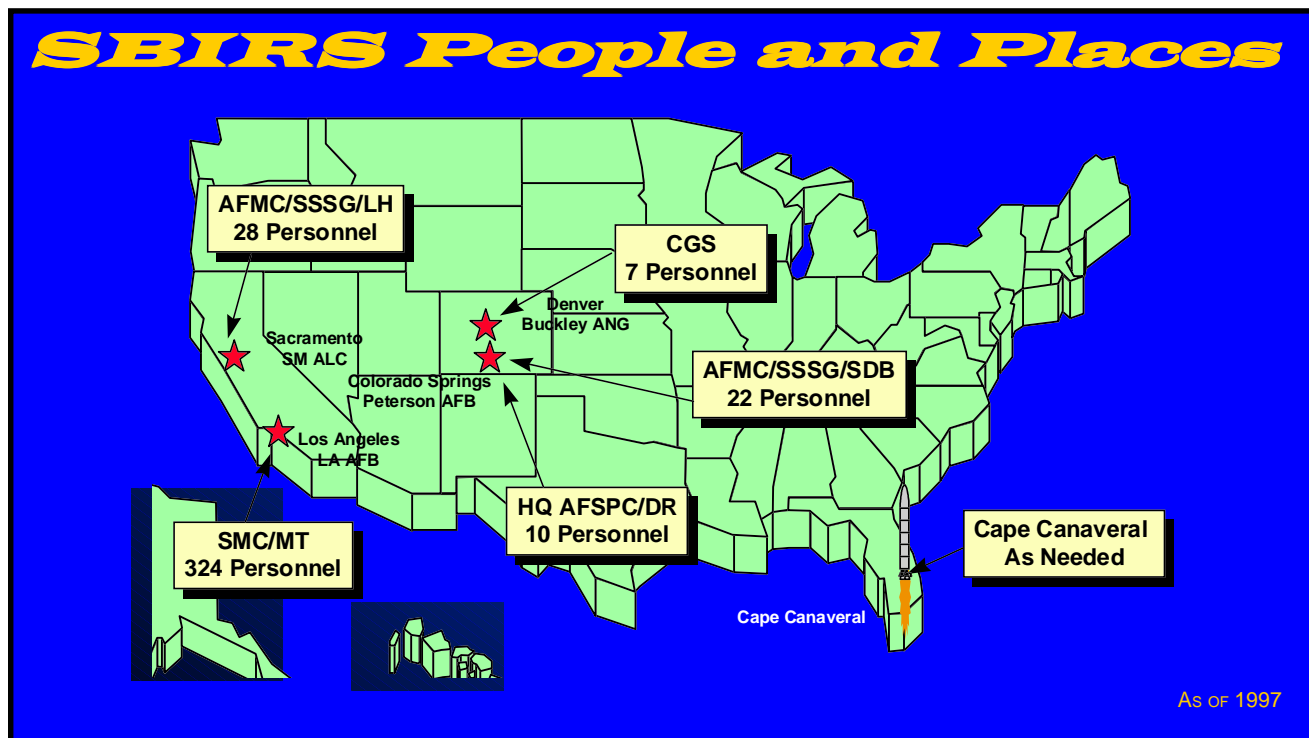 SBIRS People and Places
AFMC/SSSG/LH
28 Personnel
CGS
7 Personnel
Denver
Buckley ANG
Sacramento
SM ALC
AFMC/SSSG/SDB
22 Personnel
Colorado Springs
Peterson AFB
Los Angeles
LA AFB
HQ AFSPC/DR
10 Personnel
SMC/MT
324 Personnel
Cape Canaveral
As Needed
Cape Canaveral
As of 1997